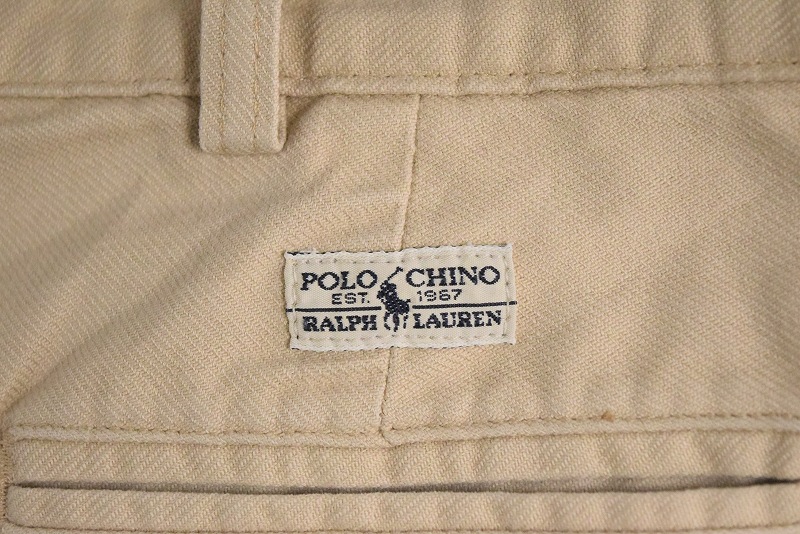 POLO CHINO
EST. 1967
RALPH LAUREN